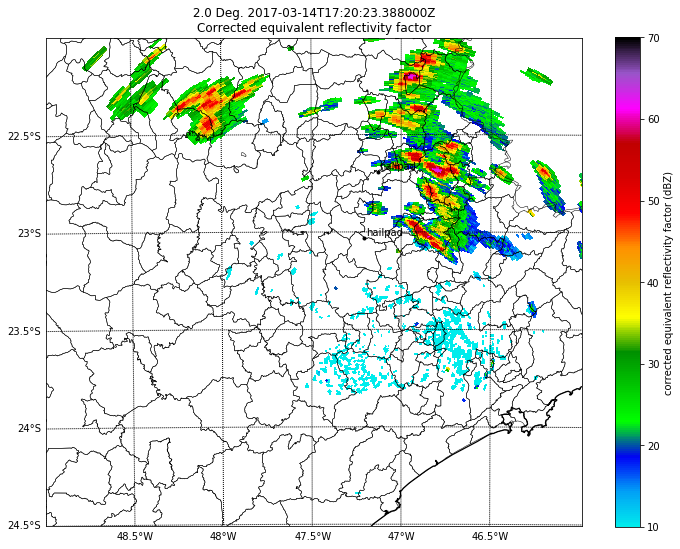 2.0 Deg. 2017-03-14T17:20:23.388000Z
Corrected equivalent reflectivity factor
70
60
50
40
30
20
10
corrected equivalent reflectivity factor (dBZ)
22.5°S
23°S
23.5°S
24°S
24.5°S
hailpad
hailpad
48.5°W
48°W
47.5°W
47°W
46.5°W